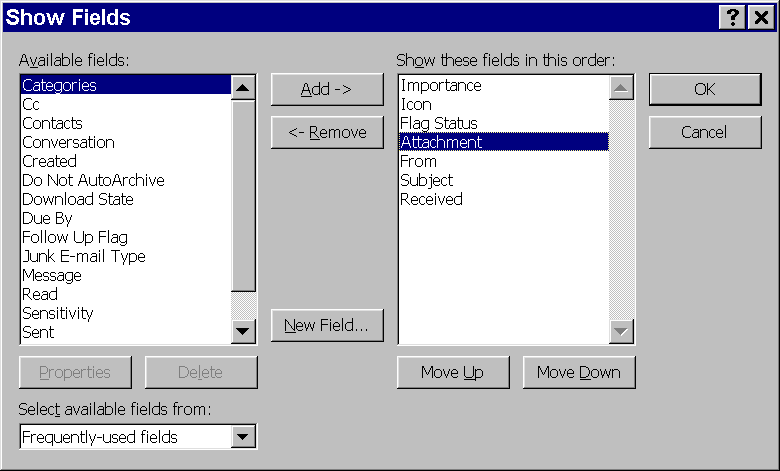 Show Fields
Available fields:
Categories
Cc
Contacts
Conversation
Created
Do Not AutoArchive
Download State
Due By
Follow Up Flag
Junk E-mail Type
Message
Read
Sensitivity
Sent
Properties
Delete
Select available fields from:
Frequently-used fields
Add ->
<- Remove
New Field...
Show these fields in this order:
Importance
Icon
Flag Status
Attachment
From
Subject
Received
Move Up
Move Down
OK
Cancel